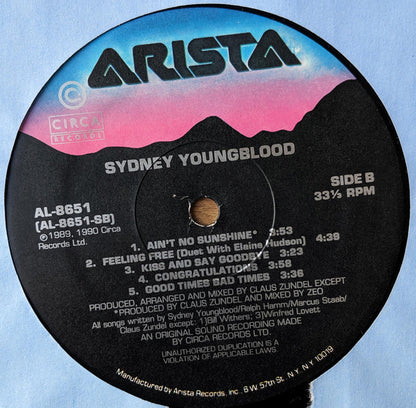 ARISTA
C
CIRCA
RECORDS
SYDNEY YOUNGBLOOD
AL-8651
(AL-8651-SB)
℗1989, 1990 Circa
Records Ltd.
SIDE B
33⅓ RPM
1. AIN'T NO SUNSHINE* 3:53
2. FEELING FREE (Duet With Elaine Hudson) 4:39
3. KISS AND SAY GOODBYE 3:23
4. CONGRATULATIONS 3:58
5. GOOD TIMES BAD TIMES 3:36
PRODUCED, ARRANGED AND MIXED BY CLAUS ZUNDEL EXCEPT
*PRODUCED BY CLAUS ZUNDEL AND MIXED BY ZEO
All songs written by Sydney Youngblood/Ralph Hamm/Marcus Staab/
Claus Zundel except: 1)Bill Withers; 3)Winfred Lovett
AN ORIGINAL SOUND RECORDING MADE
BY CIRCA RECORDS LTD.
UNAUTHORIZED DUPLICATION IS A
VIOLATION OF APPLICABLE LAWS.
Manufactured by Arista Records, Inc. 6 W. 57th St. N.Y. N.Y. 10019